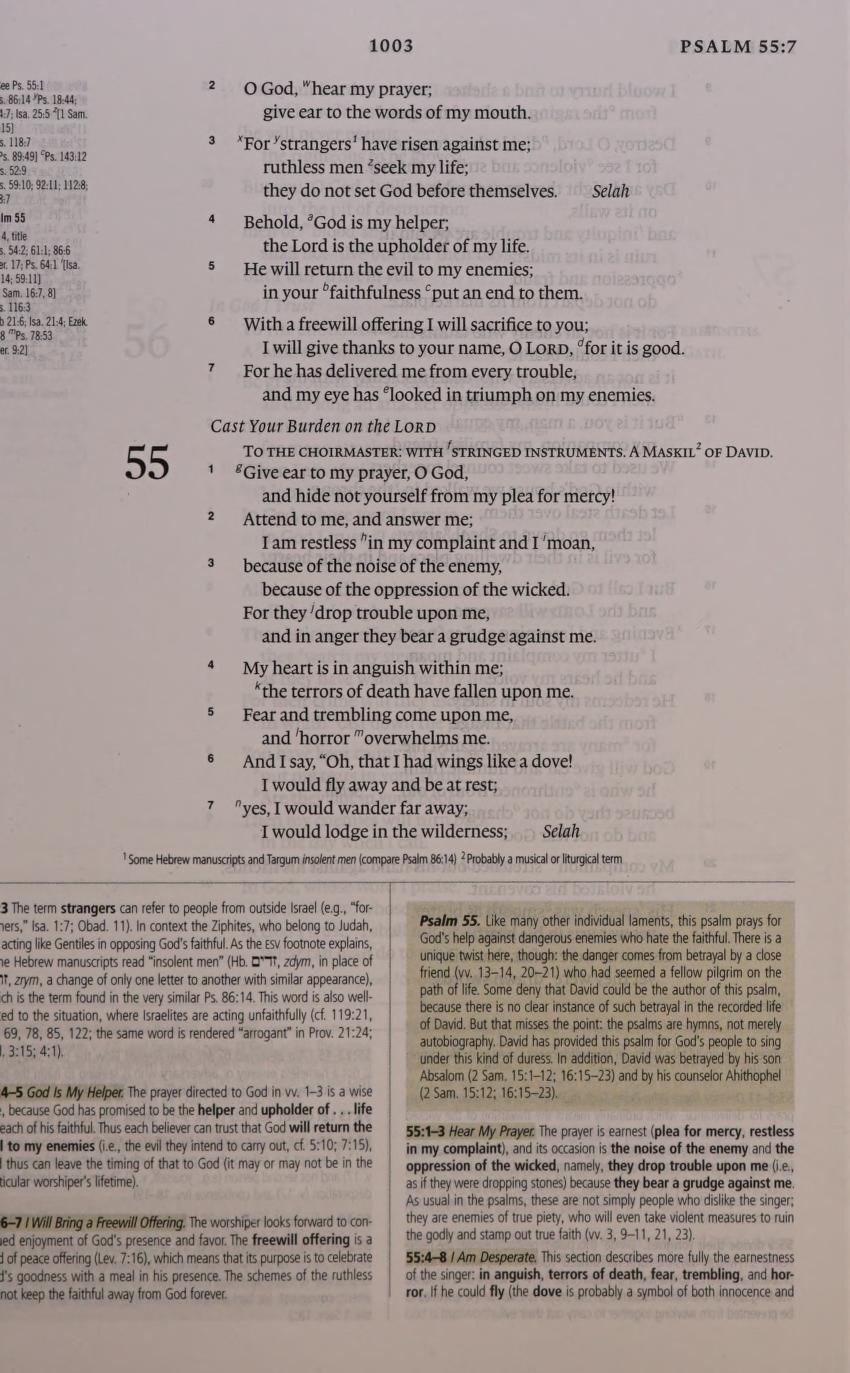 1003
PSALM 55:7
ee Ps. 55:1
s. 86:14 ʸPs. 18:44;
4:7; Isa. 25:5 ᶻ[1 Sam.
15]
s. 118:7
Ps. 89:49] ᶜPs. 143:12
s. 52:9
s. 59:10; 92:11; 112:8;
8:7
lm 55
4, title
s. 54:2; 61:1; 86:6
er. 17; Ps. 64:1 ⁱ[Isa.
14; 59:11]
Sam. 16:7, 8]
s. 116:3
b 21:6; Isa. 21:4; Ezek.
8 ᵐPs. 78:53
er. 9:2]
2 O God, ʷhear my prayer;
give ear to the words of my mouth.
3 ˣFor ʸstrangers¹ have risen against me;
ruthless men ᶻseek my life;
they do not set God before themselves. Selah
4 Behold, ᵃGod is my helper;
the Lord is the upholder of my life.
5 He will return the evil to my enemies;
in your ᵇfaithfulness ᶜput an end to them.
6 With a freewill offering I will sacrifice to you;
I will give thanks to your name, O LORD, ᵈfor it is good.
7 For he has delivered me from every trouble,
and my eye has ᵉlooked in triumph on my enemies.
Cast Your Burden on the LORD
55 TO THE CHOIRMASTER: WITH ᶠSTRINGED INSTRUMENTS. A MASKIL² OF DAVID.
1 ᵍGive ear to my prayer, O God,
and hide not yourself from my plea for mercy!
2 Attend to me, and answer me;
I am restless ʰin my complaint and I ⁱmoan,
3 because of the noise of the enemy,
because of the oppression of the wicked.
For they ʲdrop trouble upon me,
and in anger they bear a grudge against me.
4 My heart is in anguish within me;
ᵏthe terrors of death have fallen upon me.
5 Fear and trembling come upon me,
and ˡhorror ᵐoverwhelms me.
6 And I say, “Oh, that I had wings like a dove!
I would fly away and be at rest;
7 ⁿyes, I would wander far away;
I would lodge in the wilderness; Selah
¹ Some Hebrew manuscripts and Targum insolent men (compare Psalm 86:14) ² Probably a musical or liturgical term
3 The term strangers can refer to people from outside Israel (e.g., “for-
ners,” Isa. 1:7; Obad. 11). In context the Ziphites, who belong to Judah,
acting like Gentiles in opposing God's faithful. As the ESV footnote explains,
ne Hebrew manuscripts read “insolent men” (Hb. zdym, in place of
zrym, a change of only one letter to another with similar appearance),
ch is the term found in the very similar Ps. 86:14. This word is also well-
ed to the situation, where Israelites are acting unfaithfully (cf. 119:21,
69, 78, 85, 122; the same word is rendered “arrogant” in Prov. 21:24;
l. 3:15; 4:1).
4–5 God Is My Helper. The prayer directed to God in vv. 1–3 is a wise
, because God has promised to be the helper and upholder of . . . life
each of his faithful. Thus each believer can trust that God will return the
l to my enemies (i.e., the evil they intend to carry out, cf. 5:10; 7:15),
l thus can leave the timing of that to God (it may or may not be in the
ticular worshiper's lifetime).
6–7 I Will Bring a Freewill Offering. The worshiper looks forward to con-
ued enjoyment of God's presence and favor. The freewill offering is a
d of peace offering (Lev. 7:16), which means that its purpose is to celebrate
d's goodness with a meal in his presence. The schemes of the ruthless
not keep the faithful away from God forever.
Psalm 55. Like many other individual laments, this psalm prays for
God's help against dangerous enemies who hate the faithful. There is a
unique twist here, though: the danger comes from betrayal by a close
friend (vv. 13–14, 20–21) who had seemed a fellow pilgrim on the
path of life. Some deny that David could be the author of this psalm,
because there is no clear instance of such betrayal in the recorded life
of David. But that misses the point: the psalms are hymns, not merely
autobiography. David has provided this psalm for God's people to sing
under this kind of duress. In addition, David was betrayed by his son
Absalom (2 Sam. 15:1–12; 16:15–23) and by his counselor Ahithophel
(2 Sam. 15:12; 16:15–23).
55:1–3 Hear My Prayer. The prayer is earnest (plea for mercy, restless
in my complaint), and its occasion is the noise of the enemy and the
oppression of the wicked, namely, they drop trouble upon me (i.e.,
as if they were dropping stones) because they bear a grudge against me.
As usual in the psalms, these are not simply people who dislike the singer;
they are enemies of true piety, who will even take violent measures to ruin
the godly and stamp out true faith (vv. 3, 9–11, 21, 23).
55:4–8 I Am Desperate. This section describes more fully the earnestness
of the singer: in anguish, terrors of death, fear, trembling, and hor-
ror. If he could fly (the dove is probably a symbol of both innocence and